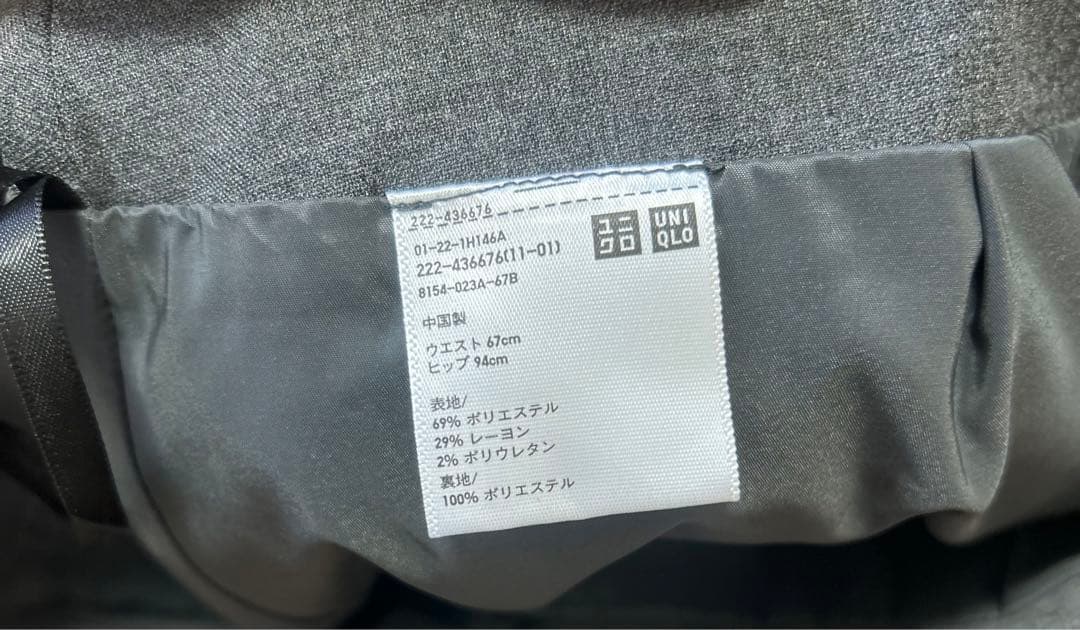 222-436676
01-22-1H146A
222-436676(11-01)
8154-023A-67B
ユニクロ
UNIQLO
中国製
ウエスト 67cm
ヒップ 94cm
表地/
69% ポリエステル
29% レーヨン
2% ポリウレタン
裏地/
100% ポリエステル